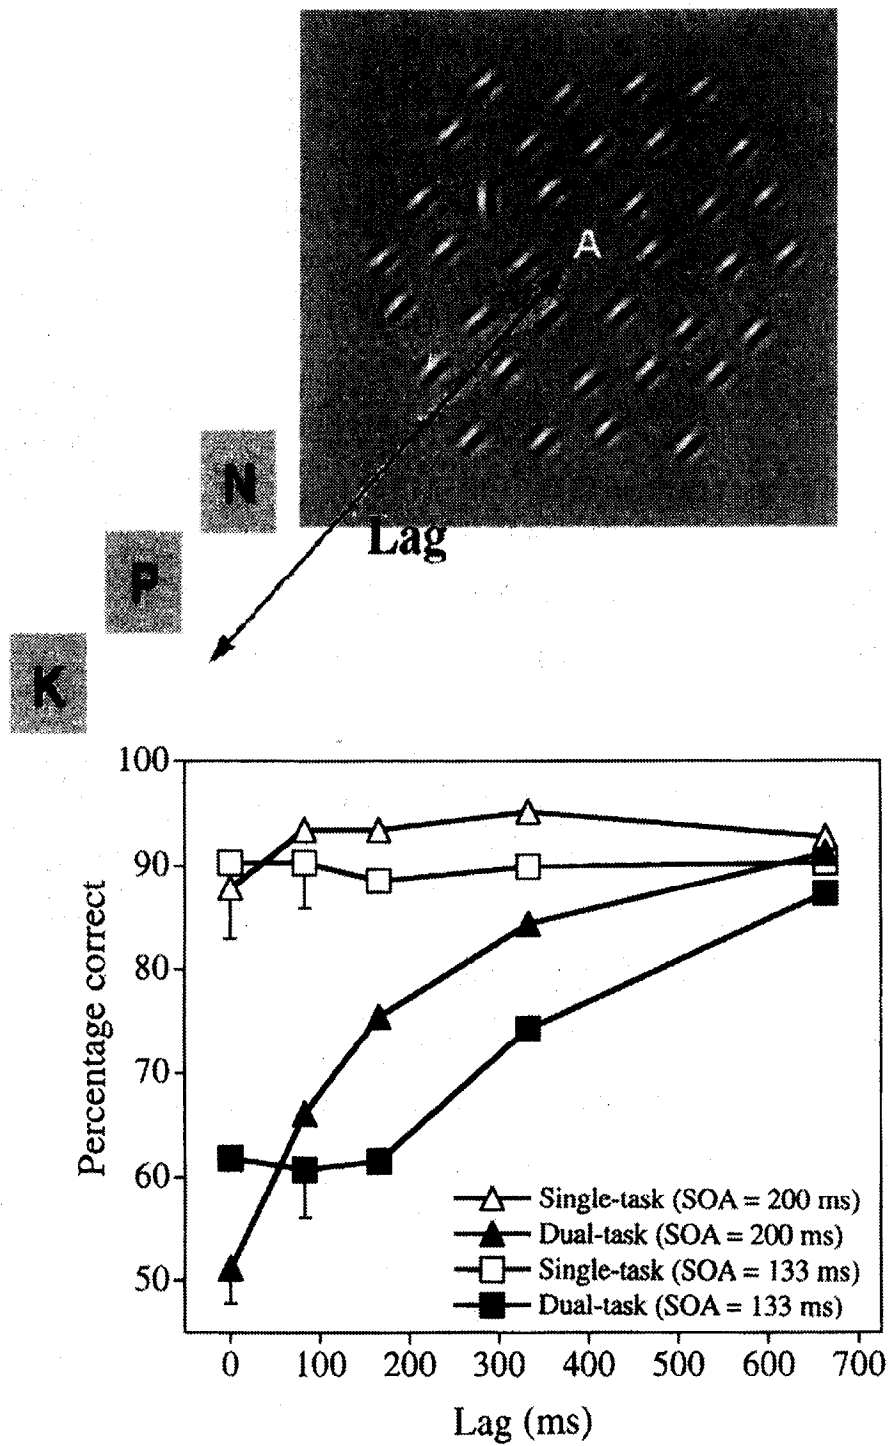 A
N
Lag
P
K
100
90
80
70
60
50
Percentage correct
Single-task (SOA = 200 ms)
Dual-task (SOA = 200 ms)
Single-task (SOA = 133 ms)
Dual-task (SOA = 133 ms)
0 100 200 300 400 500 600 700
Lag (ms)